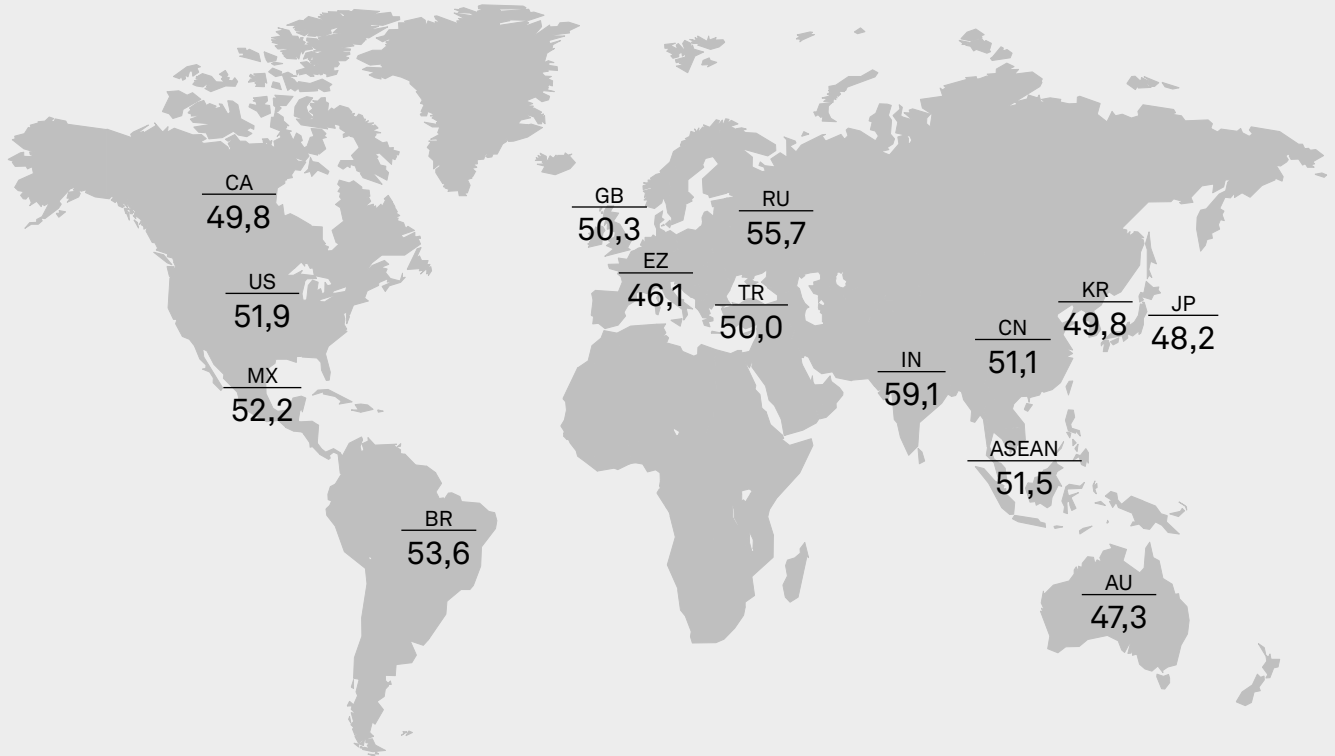 CA
49,8
GB
50,3
RU
55,7
EZ
46,1
US
51,9
TR
50,0
KR
49,8
JP
48,2
CN
51,1
IN
59,1
MX
52,2
ASEAN
51,5
BR
53,6
AU
47,3